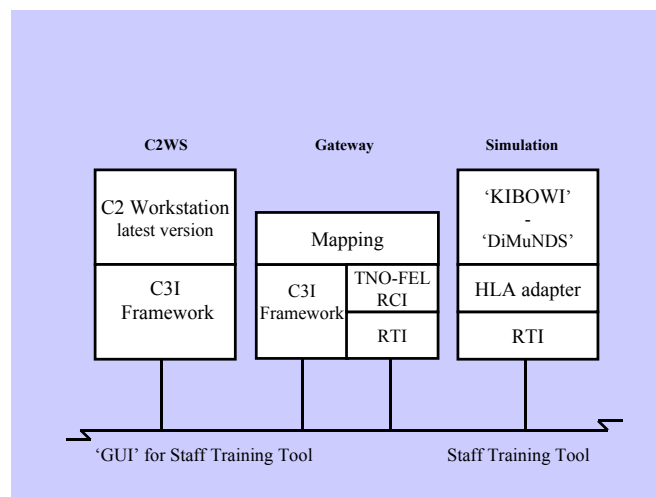 C2WS
Gateway
Simulation
C2 Workstation
latest version
C3I
Framework
Mapping
C3I
Framework
TNO-FEL
RCI
RTI
‘KIBOWI’
-
‘DiMuNDS’
HLA adapter
RTI
‘GUI’ for Staff Training Tool
Staff Training Tool